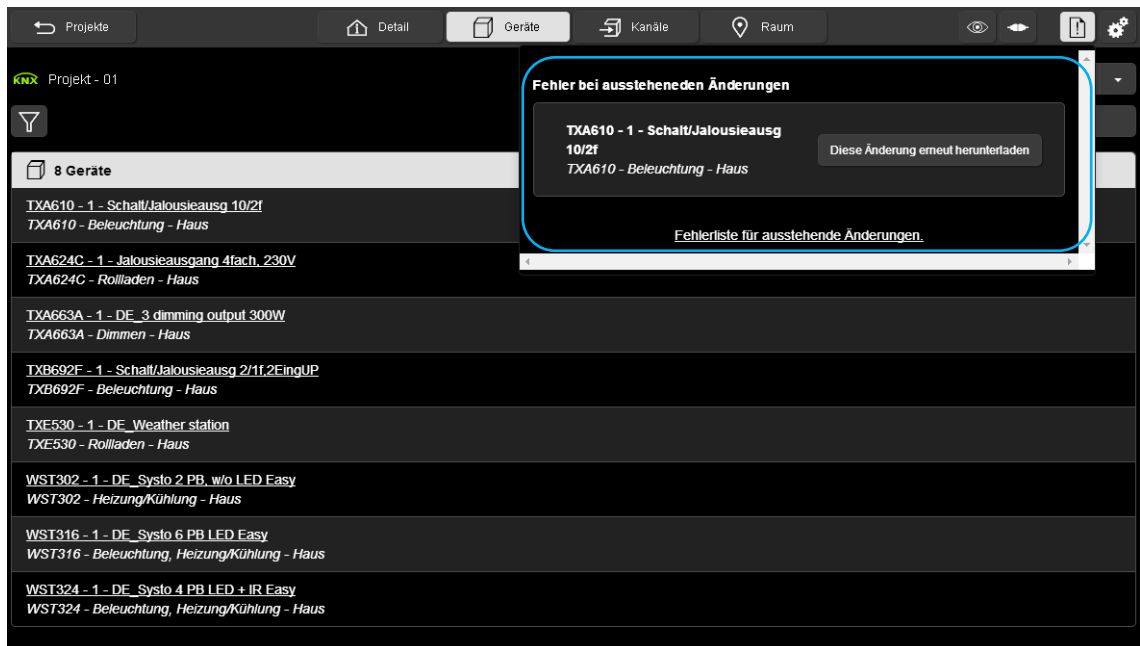 Projekte
Detail
Geräte
Kanäle
Raum
KNX Projekt - 01
Fehler bei aussteheneden Änderungen
TXA610 - 1 - Schalt/Jalousieausg
10/2f
TXA610 - Beleuchtung - Haus
Diese Änderung erneut herunterladen
Fehlerliste für ausstehende Änderungen.
8 Geräte
TXA610 - 1 - Schalt/Jalousieausg 10/2f
TXA610 - Beleuchtung - Haus
TXA624C - 1 - Jalousieausgang 4fach, 230V
TXA624C - Rollladen - Haus
TXA663A - 1 - DE_3 dimming output 300W
TXA663A - Dimmen - Haus
TXB692F - 1 - Schalt/Jalousieausg 2/1f,2EingUP
TXB692F - Beleuchtung - Haus
TXE530 - 1 - DE_Weather station
TXE530 - Rollladen - Haus
WST302 - 1 - DE_Systo 2 PB, w/o LED Easy
WST302 - Heizung/Kühlung - Haus
WST316 - 1 - DE_Systo 6 PB LED Easy
WST316 - Beleuchtung, Heizung/Kühlung - Haus
WST324 - 1 - DE_Systo 4 PB LED + IR Easy
WST324 - Beleuchtung, Heizung/Kühlung - Haus